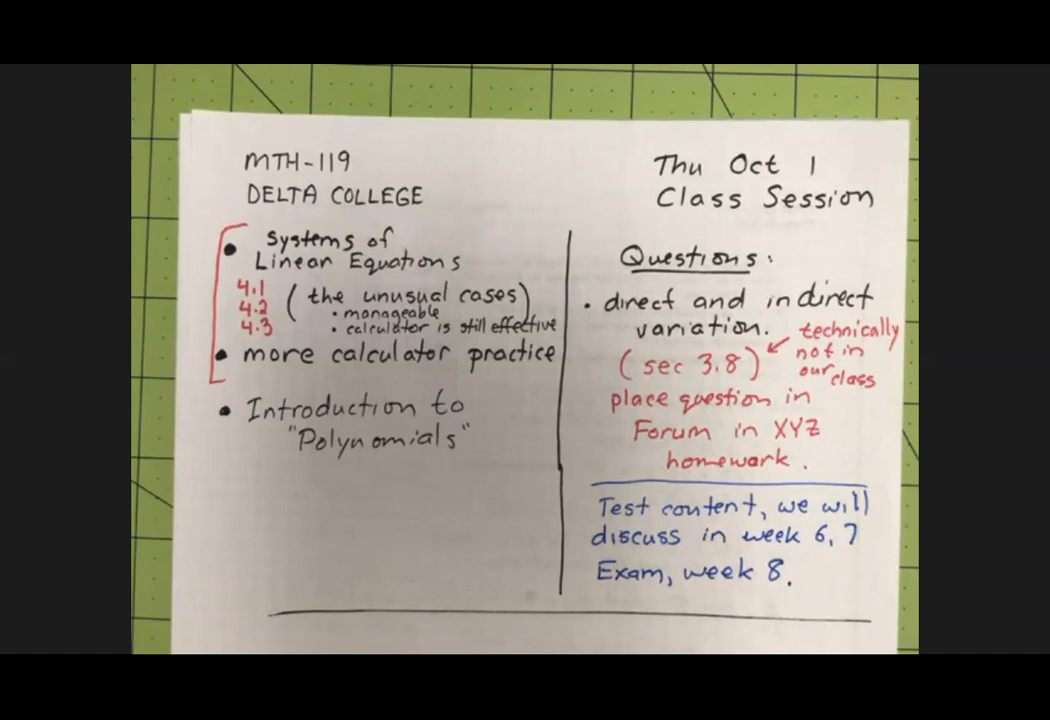 MTH-119
DELTA COLLEGE
Thu Oct 1
Class Session
• Systems of
Linear Equations
4.1
4.2
4.3
(the unusual cases)
• manageable
• calculator is still effective
• more calculator practice
• Introduction to
"Polynomials"
Questions:
• direct and indirect
variation.
(sec 3.8)
technically
not in
our class
place question in
Forum in XYZ
homework.
Test content, we will
discuss in week 6,7
Exam, week 8.